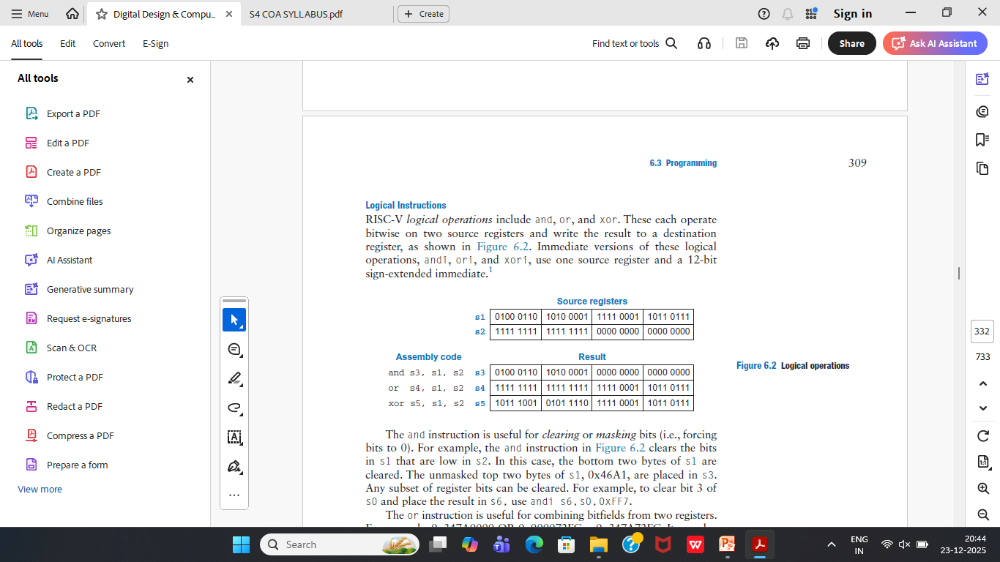 Menu
Digital Design & Compu...
S4 COA SYLLABUS.pdf
Create
Sign in
All tools
Edit
Convert
E-Sign
Find text or tools
Share
Ask AI Assistant
All tools
Export a PDF
Edit a PDF
Create a PDF
Combine files
Organize pages
AI Assistant
Generative summary
Request e-signatures
Scan & OCR
Protect a PDF
Redact a PDF
Compress a PDF
Prepare a form
View more
6.3 Programming 309
Logical Instructions
RISC-V logical operations include and, or, and xor. These each operate
bitwise on two source registers and write the result to a destination
register, as shown in Figure 6.2. Immediate versions of these logical
operations, andi, ori, and xori, use one source register and a 12-bit
sign-extended immediate.1
Source registers
s1 0100 0110 1010 0001 1111 0001 1011 0111
s2 1111 1111 1111 1111 0000 0000 0000 0000
Assembly code Result
and s3, s1, s2 s3 0100 0110 1010 0001 0000 0000 0000 0000
or s4, s1, s2 s4 1111 1111 1111 1111 1111 0001 1011 0111
xor s5, s1, s2 s5 1011 1001 0101 1110 1111 0001 1011 0111
Figure 6.2 Logical operations
The and instruction is useful for clearing or masking bits (i.e., forcing
bits to 0). For example, the and instruction in Figure 6.2 clears the bits
in s1 that are low in s2. In this case, the bottom two bytes of s1 are
cleared. The unmasked top two bytes of s1, 0x46A1, are placed in s3.
Any subset of register bits can be cleared. For example, to clear bit 3 of
s0 and place the result in s6, use andi s6,s0,0xFF7.
The or instruction is useful for combining bitfields from two registers.
332
733
1:1
Search
ENG
IN
20:44
23-12-2025